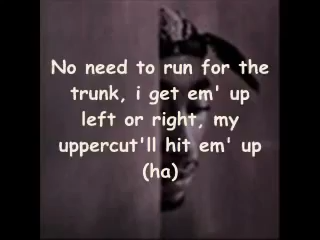 No need to run for the
trunk, i get em' up
left or right, my
uppercut'll hit em' up
(ha)